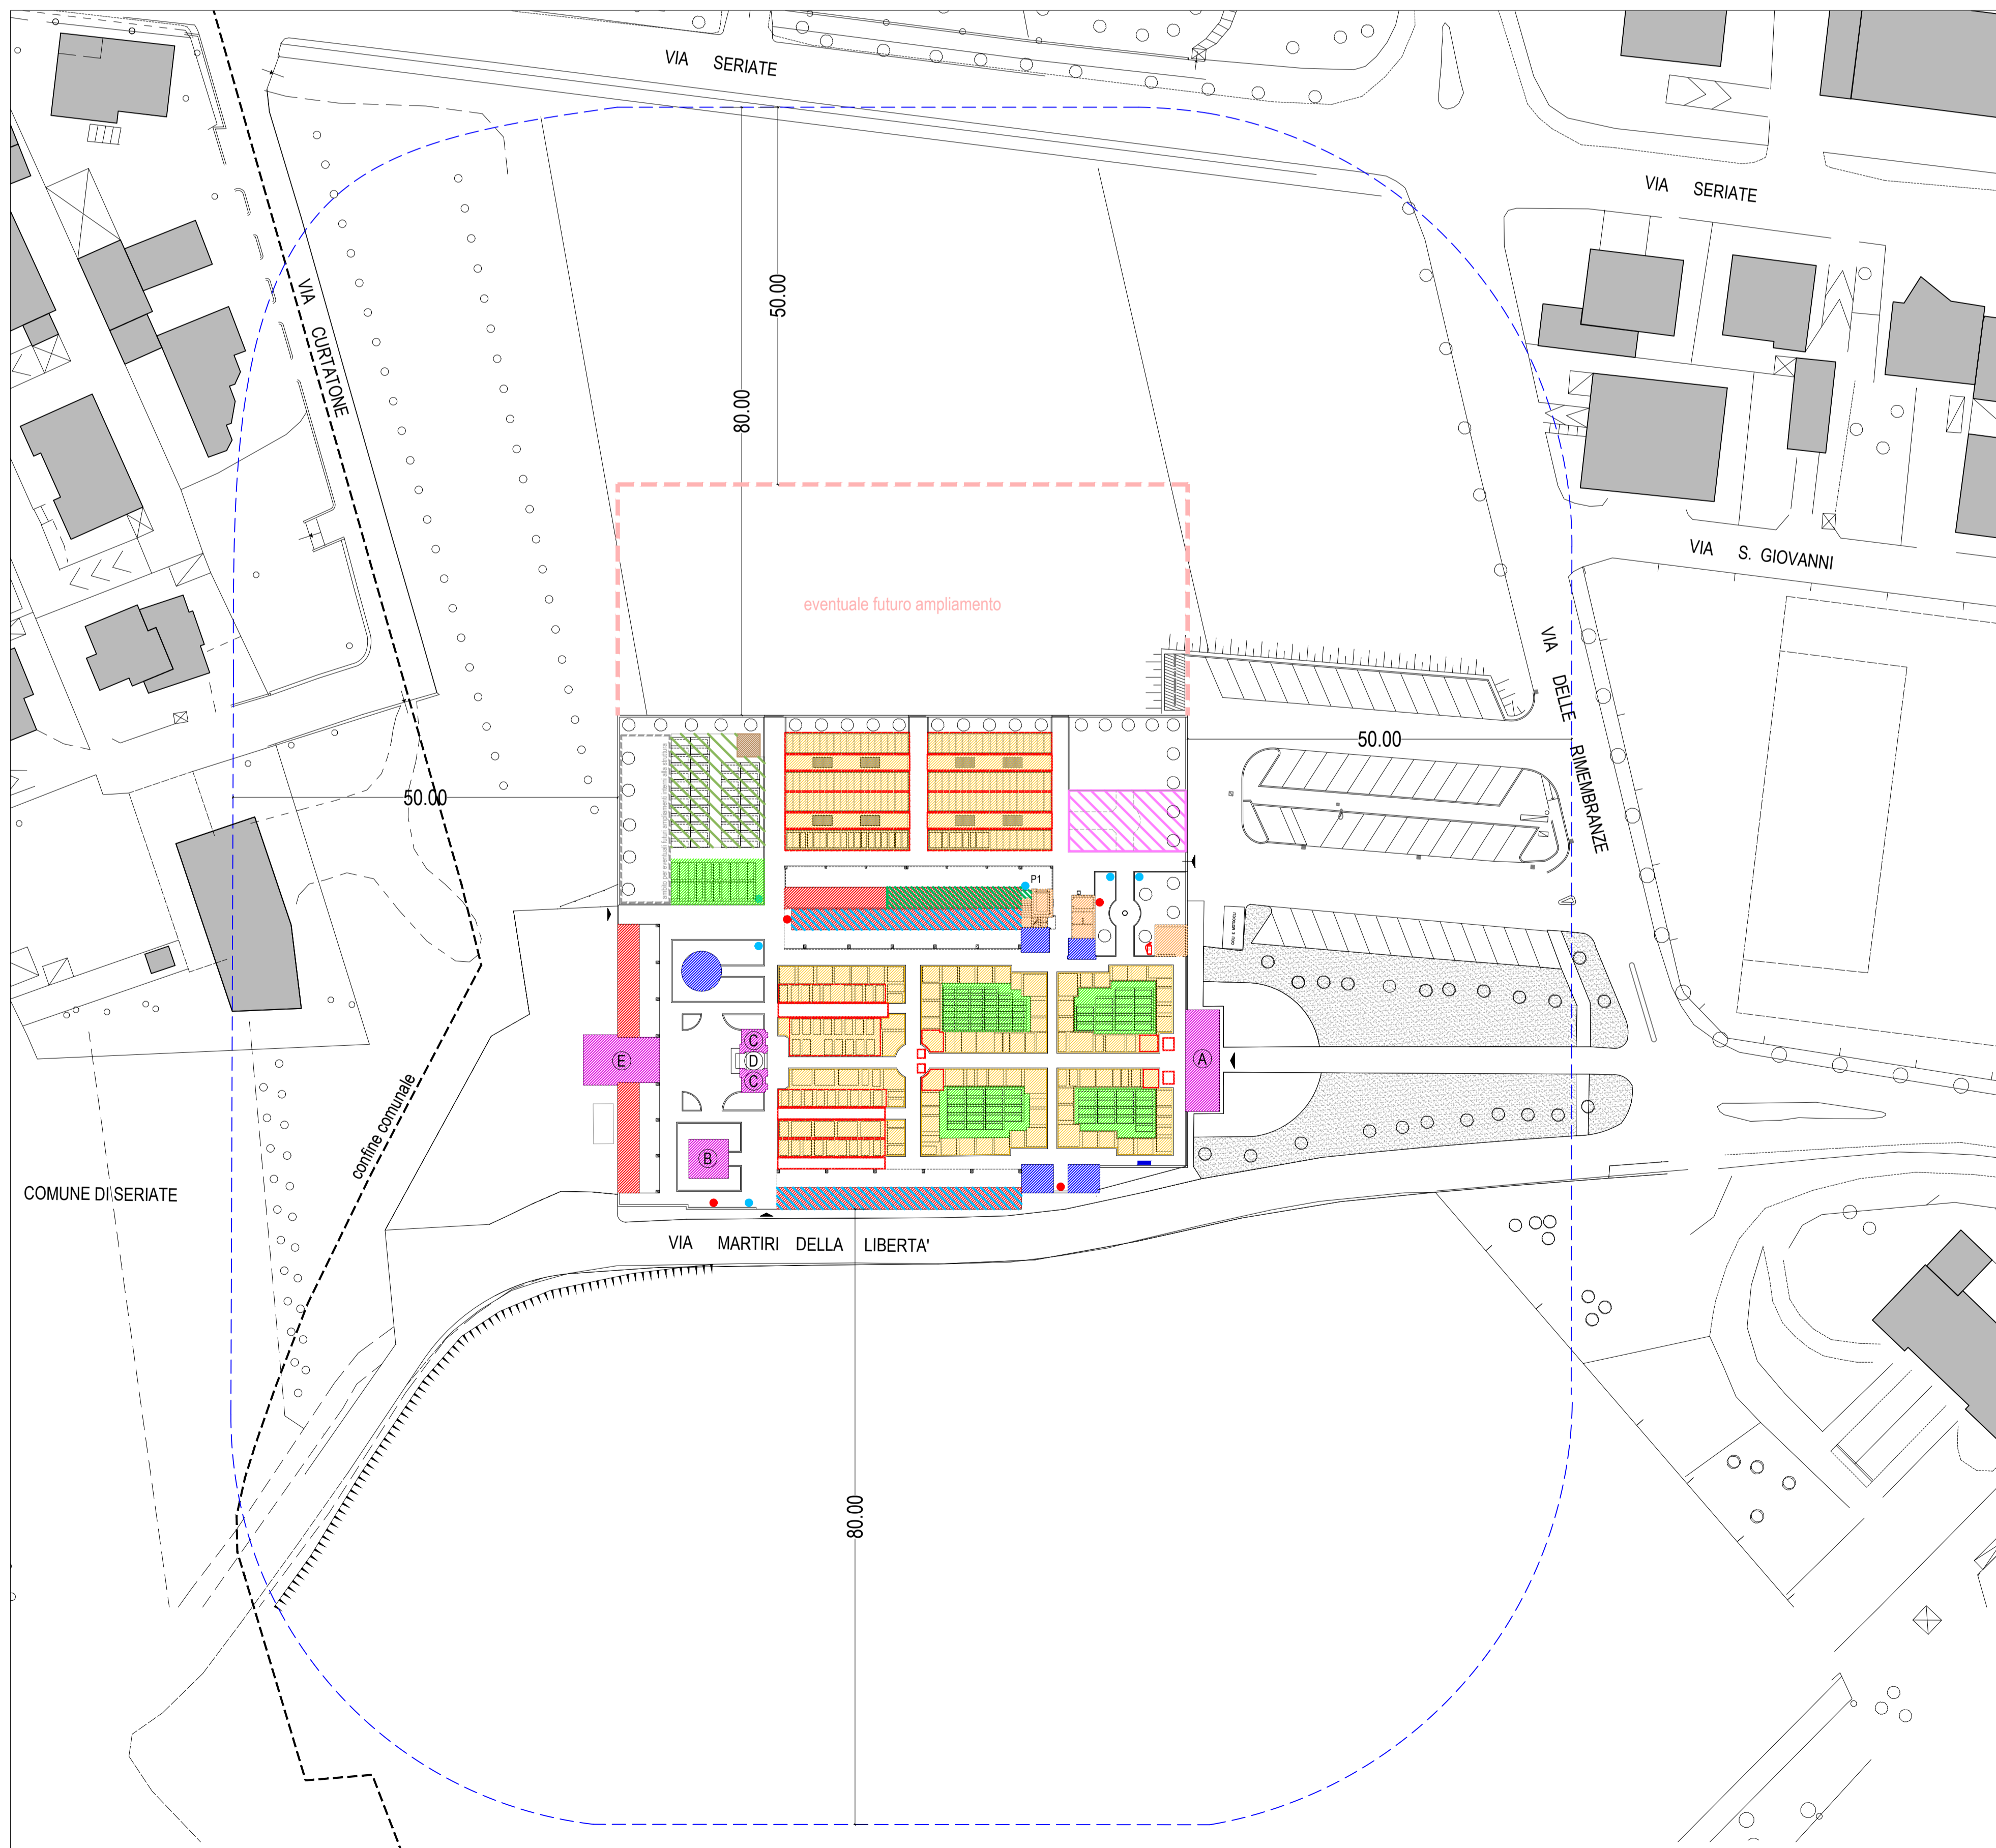 VIA SERIATE
VIA SERIATE
VIA CURTATONE
50.00
80.00
VIA S. GIOVANNI
eventuale futuro ampliamento
VIA DELLE RIMEMBRANZE
50.00
50.00
P1
E
C
D
C
A
B
confine comunale
COMUNE DI SERIATE
VIA MARTIRI DELLA LIBERTA'
80.00